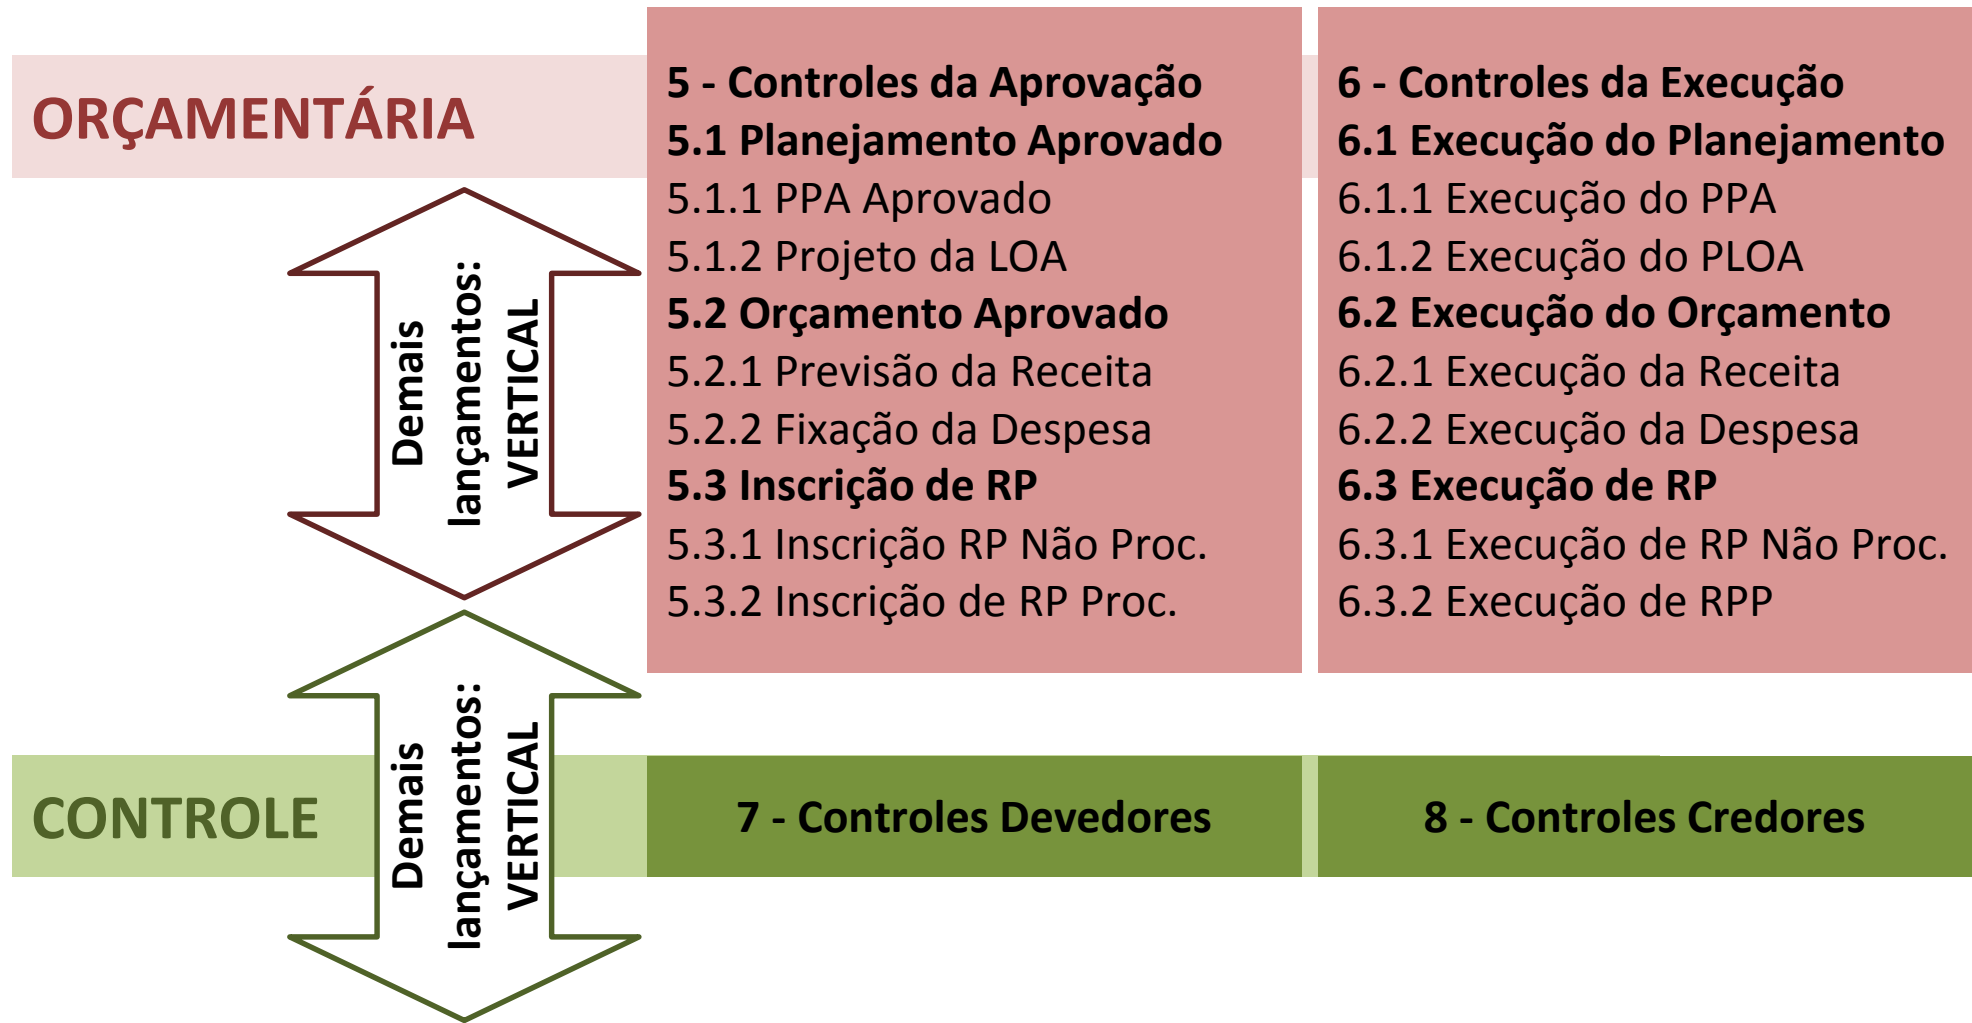 ORÇAMENTÁRIA
5 - Controles da Aprovação
5.1 Planejamento Aprovado
5.1.1 PPA Aprovado
5.1.2 Projeto da LOA
5.2 Orçamento Aprovado
5.2.1 Previsão da Receita
5.2.2 Fixação da Despesa
5.3 Inscrição de RP
5.3.1 Inscrição RP Não Proc.
5.3.2 Inscrição de RP Proc.
6 - Controles da Execução
6.1 Execução do Planejamento
6.1.1 Execução do PPA
6.1.2 Execução do PLOA
6.2 Execução do Orçamento
6.2.1 Execução da Receita
6.2.2 Execução da Despesa
6.3 Execução de RP
6.3.1 Execução de RP Não Proc.
6.3.2 Execução de RPP
Demais
lançamentos:
VERTICAL
CONTROLE
Demais
lançamentos:
VERTICAL
7 - Controles Devedores
8 - Controles Credores